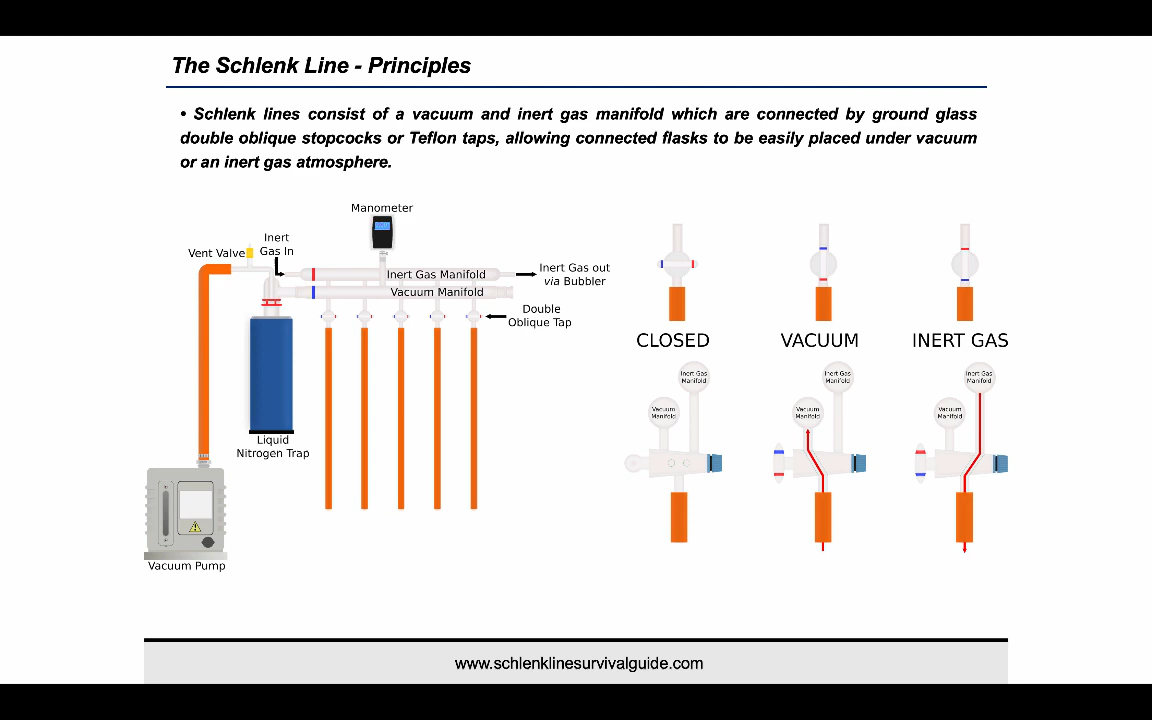 The Schlenk Line - Principles
• Schlenk lines consist of a vacuum and inert gas manifold which are connected by ground glass
double oblique stopcocks or Teflon taps, allowing connected flasks to be easily placed under vacuum
or an inert gas atmosphere.
Manometer
Inert
Gas In
Vent Valve
Inert Gas Manifold
Vacuum Manifold
Inert Gas out
via Bubbler
Double
Oblique Tap
Liquid
Nitrogen Trap
Vacuum Pump
CLOSED
VACUUM
INERT GAS
Inert Gas
Manifold
Vacuum
Manifold
Inert Gas
Manifold
Vacuum
Manifold
Inert Gas
Manifold
Vacuum
Manifold
www.schlenklinesurvivalguide.com